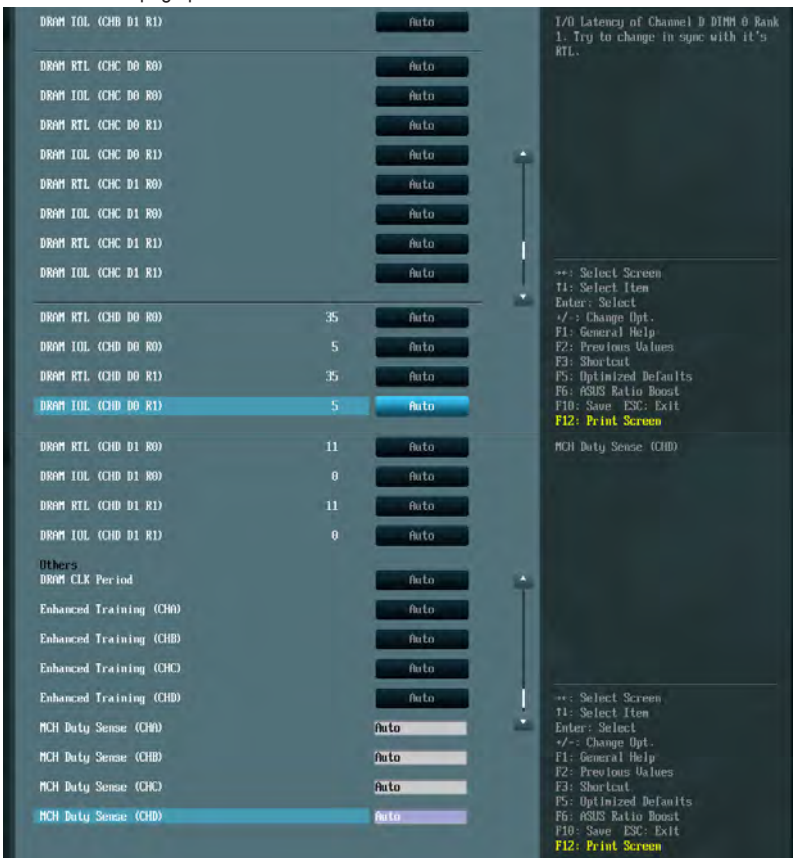 DRAM IOL (CHB D1 R1) Auto
I/O Latency of Channel D DIMM 0 Rank
1. Try to change in sync with it's
RTL.
DRAM RTL (CHC D0 R0) Auto
DRAM IOL (CHC D0 R0) Auto
DRAM RTL (CHC D0 R1) Auto
DRAM IOL (CHC D0 R1) Auto
DRAM RTL (CHC D1 R0) Auto
DRAM IOL (CHC D1 R0) Auto
DRAM RTL (CHC D1 R1) Auto
DRAM IOL (CHC D1 R1) Auto
→←: Select Screen
↑↓: Select Item
Enter: Select
+/-: Change Opt.
F1: General Help
F2: Previous Values
F3: Shortcut
F5: Optimized Defaults
F6: ASUS Ratio Boost
F10: Save ESC: Exit
F12: Print Screen
DRAM RTL (CHD D0 R0) 35 Auto
DRAM IOL (CHD D0 R0) 5 Auto
DRAM RTL (CHD D0 R1) 35 Auto
DRAM IOL (CHD D0 R1) 5 Auto
DRAM RTL (CHD D1 R0) 11 Auto
DRAM IOL (CHD D1 R0) 0 Auto
DRAM RTL (CHD D1 R1) 11 Auto
DRAM IOL (CHD D1 R1) 0 Auto
MCH Duty Sense (CHD)
Others
DRAM CLK Period Auto
Enhanced Training (CHA) Auto
Enhanced Training (CHB) Auto
Enhanced Training (CHC) Auto
Enhanced Training (CHD) Auto
MCH Duty Sense (CHA) Auto
MCH Duty Sense (CHB) Auto
MCH Duty Sense (CHC) Auto
MCH Duty Sense (CHD) Auto
→←: Select Screen
↑↓: Select Item
Enter: Select
+/-: Change Opt.
F1: General Help
F2: Previous Values
F3: Shortcut
F5: Optimized Defaults
F6: ASUS Ratio Boost
F10: Save ESC: Exit
F12: Print Screen